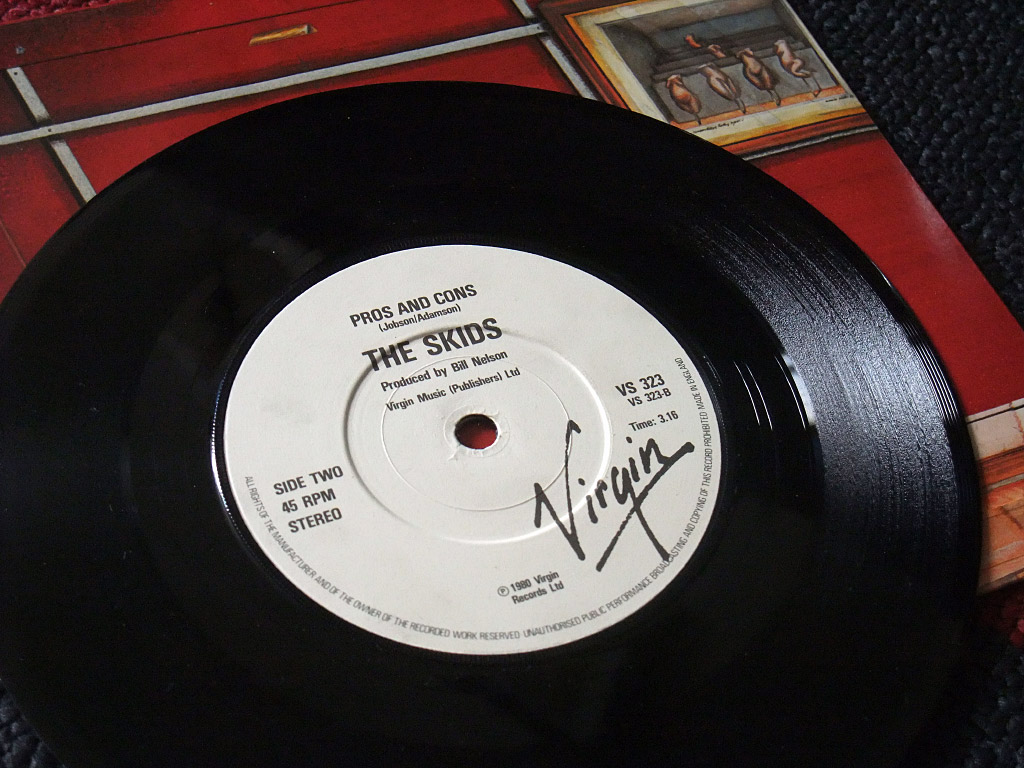 PROS AND CONS
(Jobson/Adamson)
THE SKIDS
Produced by Bill Nelson
Virgin Music (Publishers) Ltd
VS 323
VS 323-B
Time: 3.16
SIDE TWO
45 RPM
STEREO
Virgin
℗ 1980 Virgin
Records Ltd
ALL RIGHTS OF THE MANUFACTURER AND OF THE OWNER OF THE RECORDED WORK RESERVED UNAUTHORISED PUBLIC PERFORMANCE BROADCASTING AND COPYING OF THIS RECORD PROHIBITED MADE IN ENGLAND